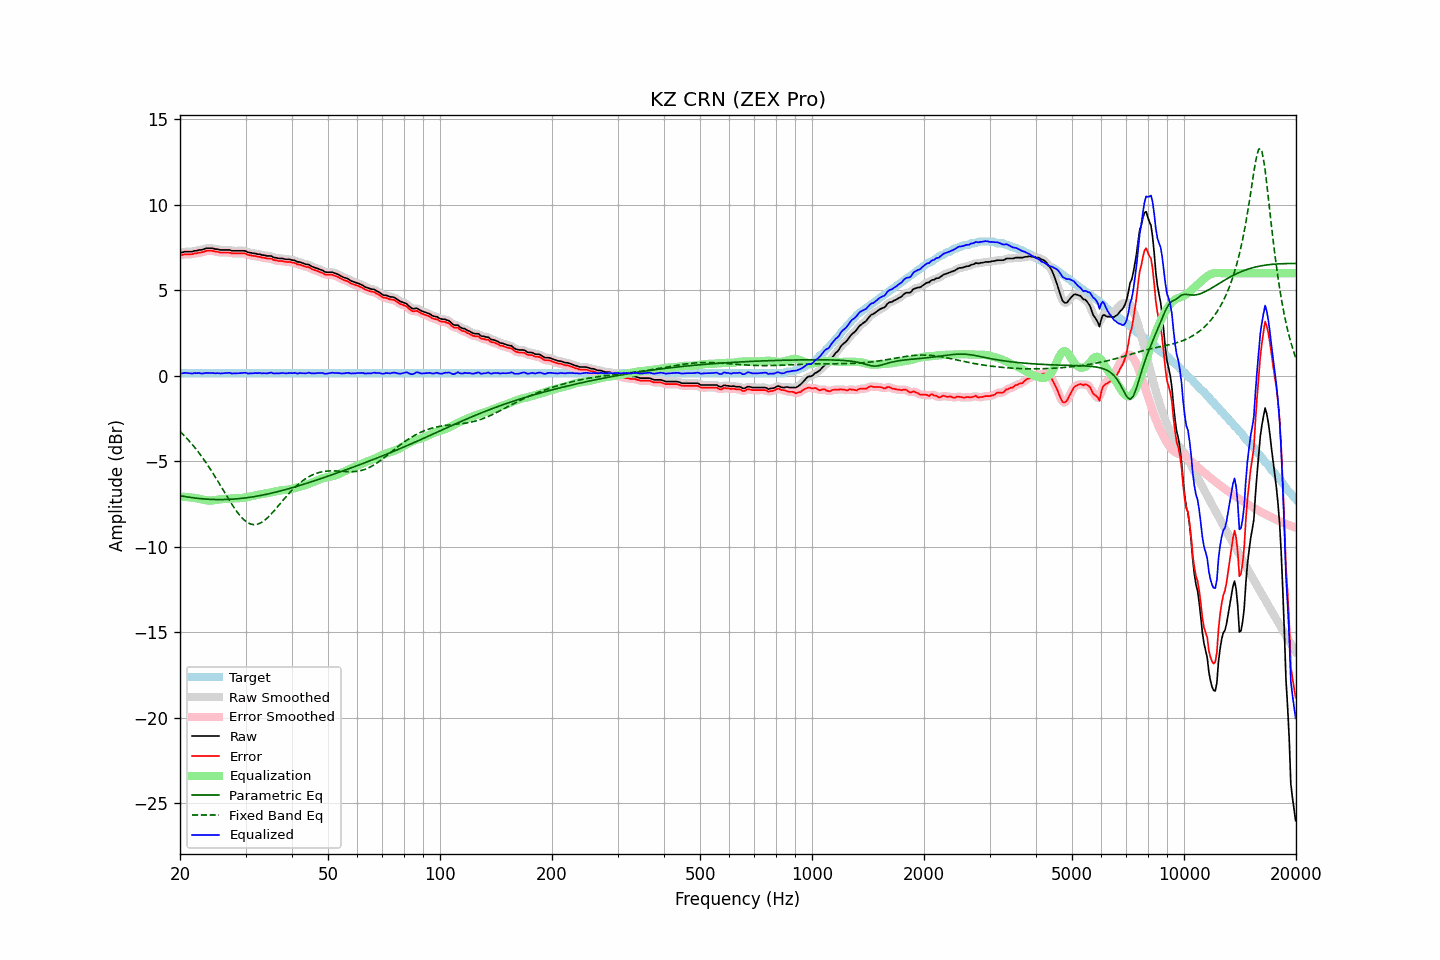 KZ CRN (ZEX Pro)
15
10
5
0
−5
−10
−15
−20
−25
Amplitude (dBr)
Target
Raw Smoothed
Error Smoothed
Raw
Error
Equalization
Parametric Eq
Fixed Band Eq
Equalized
20
50
100
200
500
1000
2000
5000
10000
20000
Frequency (Hz)